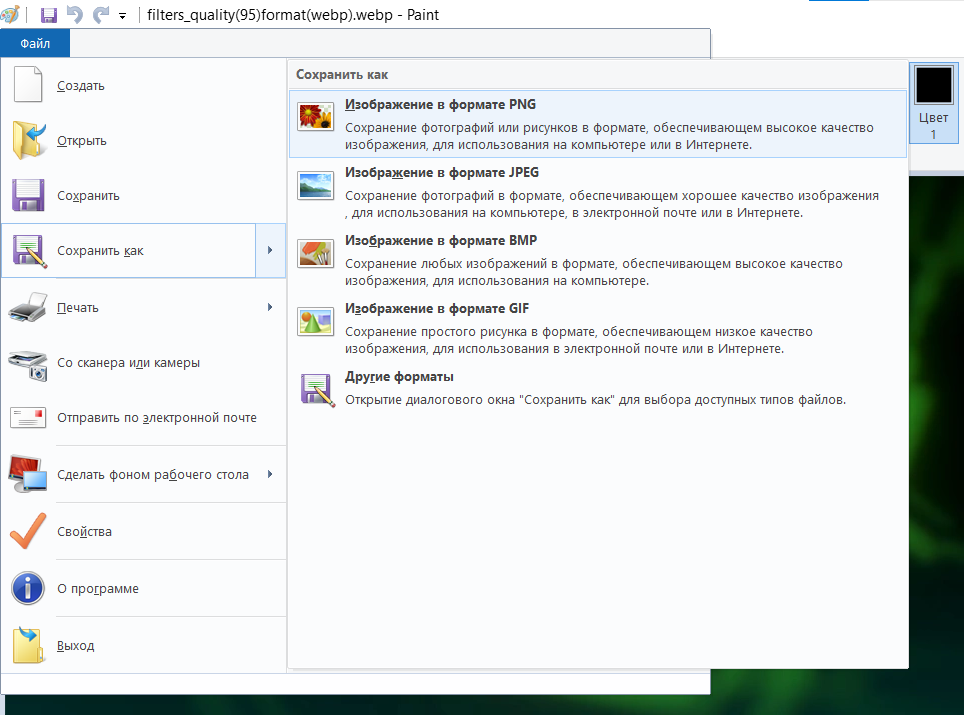 filters_quality(95)format(webp).webp - Paint
Файл
Создать
Открыть
Сохранить
Сохранить как
Печать
Со сканера или камеры
Отправить по электронной почте
Сделать фоном рабочего стола
Свойства
О программе
Выход
Сохранить как
Изображение в формате PNG
Сохранение фотографий или рисунков в формате, обеспечивающем высокое качество
изображения, для использования на компьютере или в Интернете.
Изображение в формате JPEG
Сохранение фотографий в формате, обеспечивающем хорошее качество изображения
, для использования на компьютере, в электронной почте или в Интернете.
Изображение в формате BMP
Сохранение любых изображений в формате, обеспечивающем высокое качество
изображения, для использования на компьютере.
Изображение в формате GIF
Сохранение простого рисунка в формате, обеспечивающем низкое качество
изображения, для использования в электронной почте или в Интернете.
Другие форматы
Открытие диалогового окна "Сохранить как" для выбора доступных типов файлов.
Цвет
1